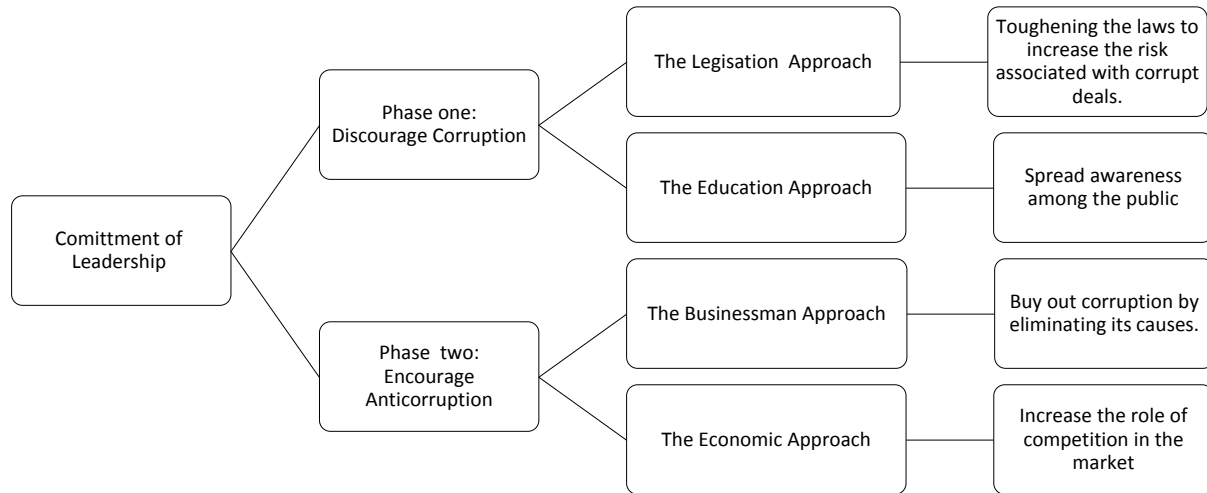 Comittment of
Leadership
Phase one:
Discourage Corruption
The Legisation Approach
Toughening the laws to
increase the risk
associated with corrupt
deals.
The Education Approach
Spread awareness
among the public
Phase two:
Encourage
Anticorruption
The Businessman Approach
Buy out corruption by
eliminating its causes.
The Economic Approach
Increase the role of
competition in the
market